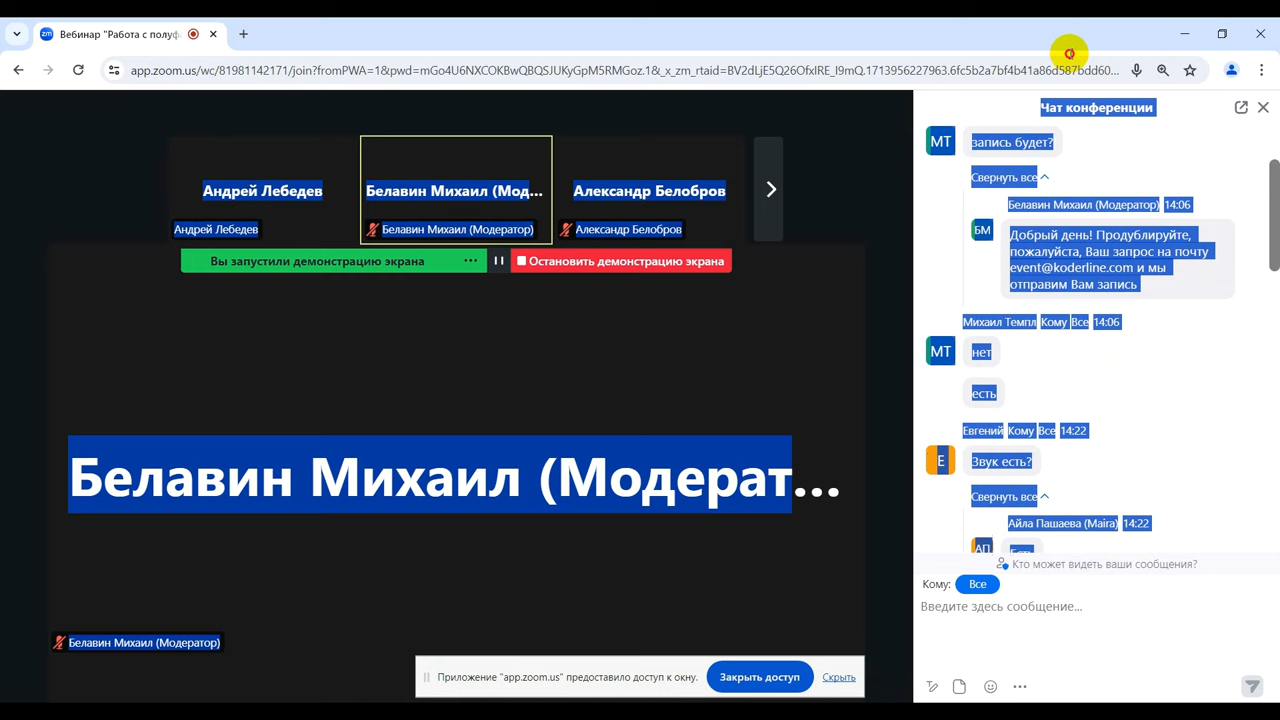 Вебинар "Работа с полуф
app.zoom.us/wc/81981142171/join?fromPWA=1&pwd=mGo4U6NXCOKBwQ8QSlUKyGpM5RMGoz.1&_x_zm_rtaid=BV2dLjE5Q26t9htRE_I9mQ.1713956227963.6fc5b2a7bf4b41a86d587bdd60...
Андрей Лебедев
Белавин Михаил (Мод...
Александр Белобров
Андрей Лебедев
Белавин Михаил (Модератор)
Александр Белобров
Вы запустили демонстрацию экрана
Остановить демонстрацию экрана
Белавин Михаил (Модерат...
Белавин Михаил (Модератор)
Приложение "app.zoom.us" предоставило доступ к окну.
Закрыть доступ
Скрыть
Чат конференции
МТ
запись будет?
Свернуть все
Белавин Михаил (Модератор) 14:06
БМ
Добрый день! Продублируйте,
пожалуйста, Ваш запрос на почту
event@koderline.com и мы
отправим Вам запись
Михаил Темпл Кому Все 14:06
МТ
нет
есть
Евгений Кому Все 14:22
Е
Звук есть?
Свернуть все
Айла Пашаева (Maira) 14:22
АП
Есть
Кто может видеть ваши сообщения?
Кому: Все
Введите здесь сообщение...